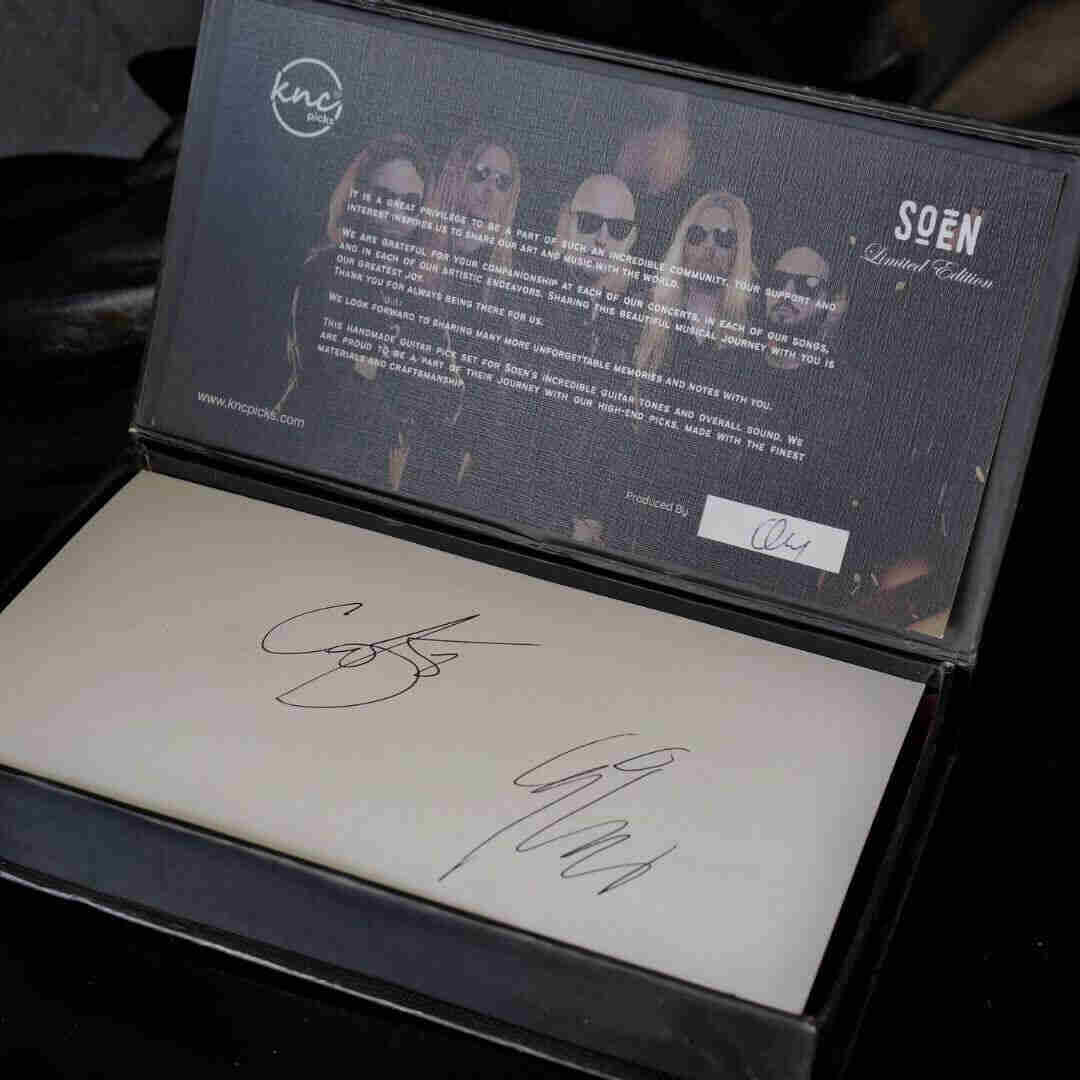 knc
picks
SOEN
Limited Edition
IT IS A GREAT PRIVILEGE TO BE A PART OF SUCH AN INCREDIBLE COMMUNITY. YOUR SUPPORT AND
INTEREST INSPIRES US TO SHARE OUR ART AND MUSIC WITH THE WORLD.
WE ARE GRATEFUL FOR YOUR COMPANIONSHIP AT EACH OF OUR CONCERTS, IN EACH OF OUR SONGS,
AND IN EACH OF OUR ARTISTIC ENDEAVORS. SHARING THIS BEAUTIFUL MUSICAL JOURNEY WITH YOU IS
OUR GREATEST JOY.
THANK YOU FOR ALWAYS BEING THERE FOR US.
WE LOOK FORWARD TO SHARING MANY MORE UNFORGETTABLE MEMORIES AND NOTES WITH YOU.
THIS HANDMADE GUITAR PICK SET FOR SOEN'S INCREDIBLE GUITAR TONES AND OVERALL SOUND. WE
ARE PROUD TO BE A PART OF THEIR JOURNEY WITH OUR HIGH-END PICKS, MADE WITH THE FINEST
MATERIALS AND CRAFTSMANSHIP
www.kncpicks.com
Produced By